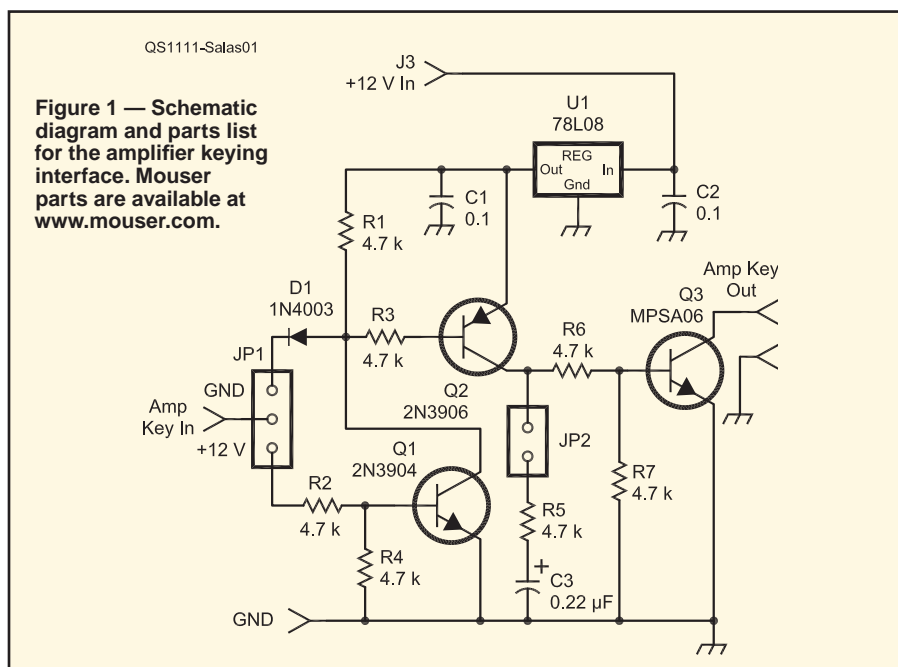 QS1111-Salas01
Figure 1 — Schematic
diagram and parts list
for the amplifier keying
interface. Mouser
parts are available at
www.mouser.com.
J3
+12 V In
U1
78L08
REG
Out
In
Gnd
C1
0.1
C2
0.1
R1
4.7 k
D1
1N4003
R3
4.7 k
JP1
GND
Amp
Key In
+12 V
Q2
2N3906
R6
4.7 k
Q3
MPSA06
Amp Key
Out
Q1
2N3904
JP2
R2
4.7 k
R4
4.7 k
R5
4.7 k
R7
4.7 k
+
C3
0.22 µF
GND